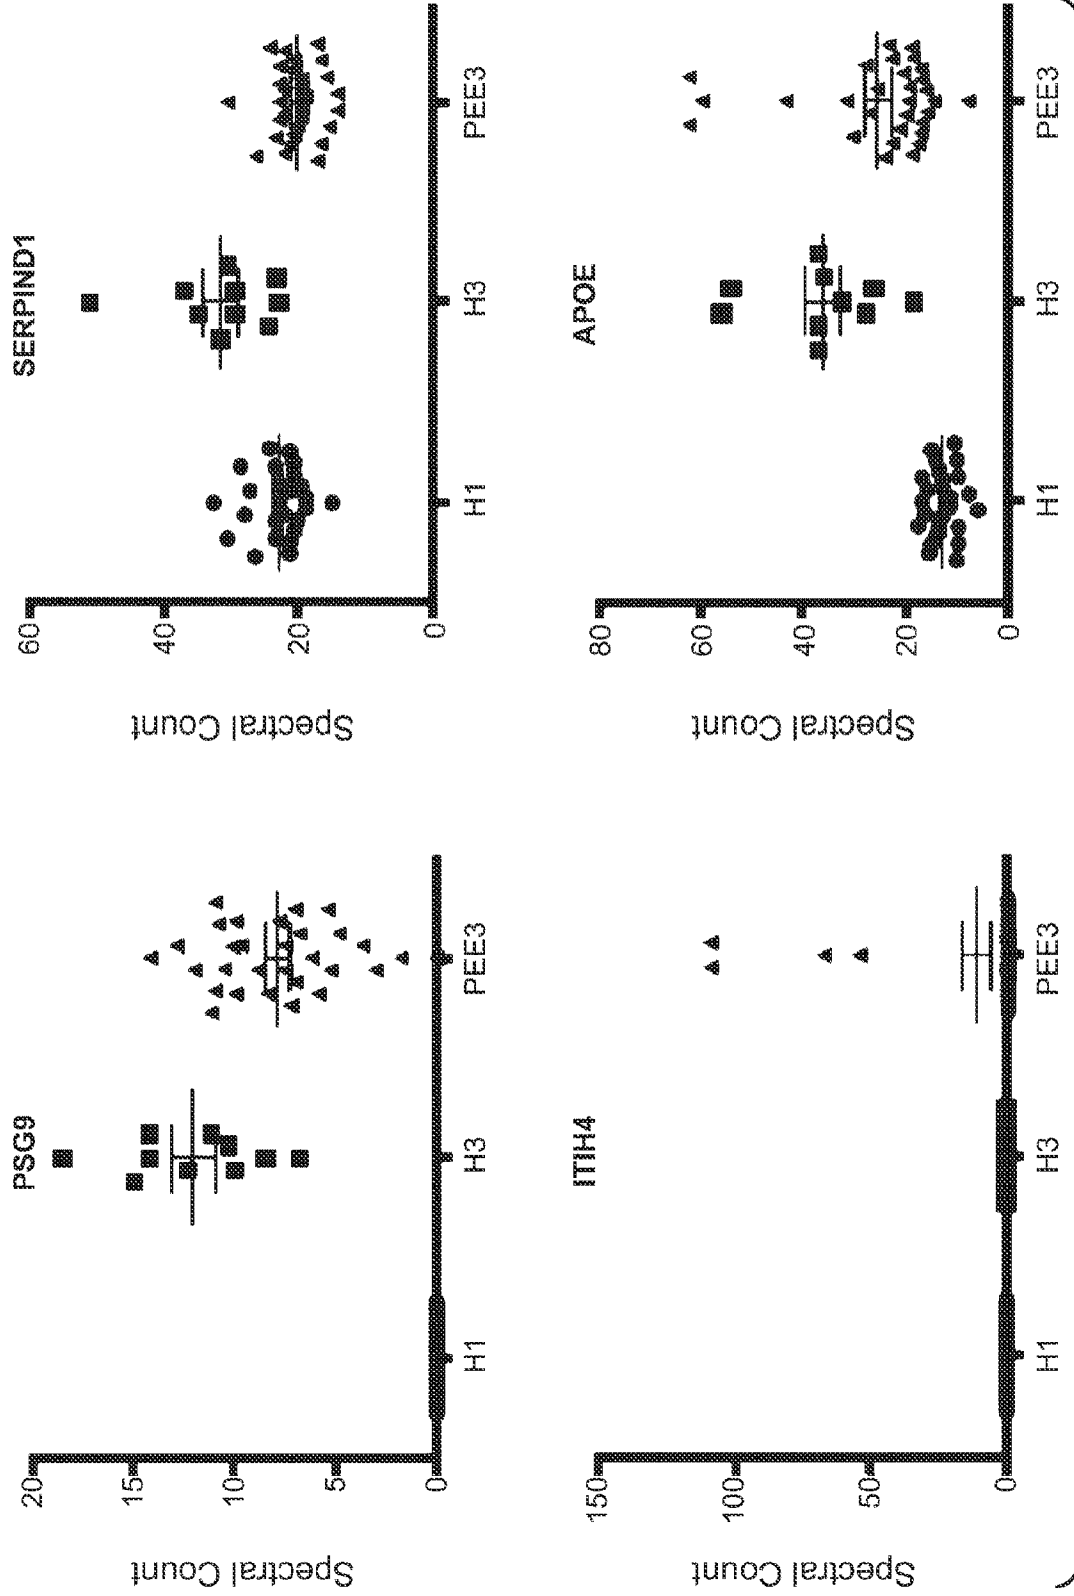 PSG9
Spectral Count
20
15
10
5
0
H1
H3
PEE3
SERPIND1
Spectral Count
60
40
20
0
H1
H3
PEE3
ITIH4
Spectral Count
150
100
50
0
H1
H3
PEE3
APOE
Spectral Count
80
60
40
20
0
H1
H3
PEE3